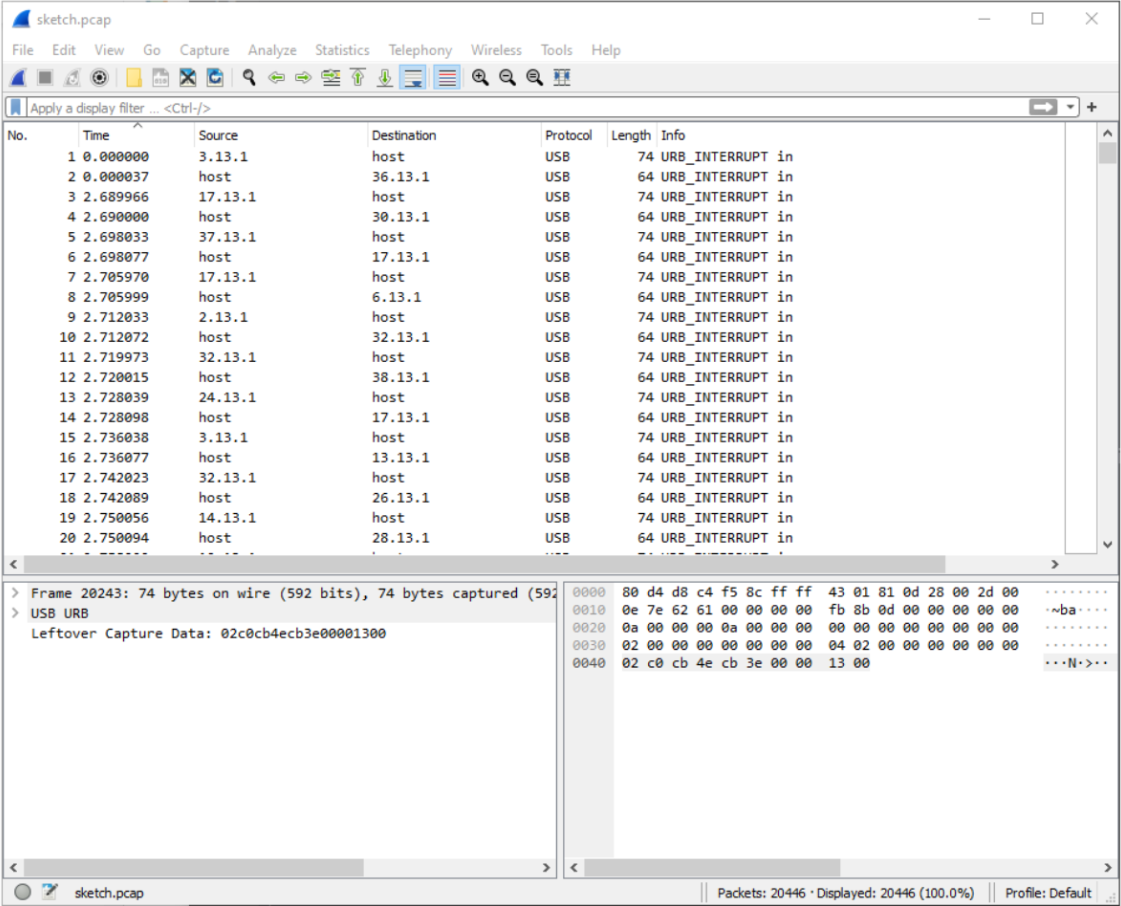 sketch.pcap
File Edit View Go Capture Analyze Statistics Telephony Wireless Tools Help
Apply a display filter ... <Ctrl-/>
No. Time Source Destination Protocol Length Info
1 0.000000 3.13.1 host USB 74 URB_INTERRUPT in
2 0.000037 host 36.13.1 USB 64 URB_INTERRUPT in
3 2.689966 17.13.1 host USB 74 URB_INTERRUPT in
4 2.690000 host 30.13.1 USB 64 URB_INTERRUPT in
5 2.698033 37.13.1 host USB 74 URB_INTERRUPT in
6 2.698077 host 17.13.1 USB 64 URB_INTERRUPT in
7 2.705970 17.13.1 host USB 74 URB_INTERRUPT in
8 2.705999 host 6.13.1 USB 64 URB_INTERRUPT in
9 2.712033 2.13.1 host USB 74 URB_INTERRUPT in
10 2.712072 host 32.13.1 USB 64 URB_INTERRUPT in
11 2.719973 32.13.1 host USB 74 URB_INTERRUPT in
12 2.720015 host 38.13.1 USB 64 URB_INTERRUPT in
13 2.728039 24.13.1 host USB 74 URB_INTERRUPT in
14 2.728098 host 17.13.1 USB 64 URB_INTERRUPT in
15 2.736038 3.13.1 host USB 74 URB_INTERRUPT in
16 2.736077 host 13.13.1 USB 64 URB_INTERRUPT in
17 2.742023 32.13.1 host USB 74 URB_INTERRUPT in
18 2.742089 host 26.13.1 USB 64 URB_INTERRUPT in
19 2.750056 14.13.1 host USB 74 URB_INTERRUPT in
20 2.750094 host 28.13.1 USB 64 URB_INTERRUPT in
Frame 20243: 74 bytes on wire (592 bits), 74 bytes captured (592
USB URB
Leftover Capture Data: 02c0cb4ecb3e00001300
0000 80 d4 d8 c4 f5 8c ff ff 43 01 81 0d 28 00 2d 00 ········
0010 0e 7e 62 61 00 00 00 00 fb 8b 0d 00 00 00 00 00 ·~ba····
0020 0a 00 00 00 0a 00 00 00 00 00 00 00 00 00 00 00 ········
0030 02 00 00 00 00 00 00 00 04 02 00 00 00 00 00 00 ········
0040 02 c0 cb 4e cb 3e 00 00 13 00 ···N·>··
sketch.pcap
Packets: 20446 · Displayed: 20446 (100.0%)
Profile: Default